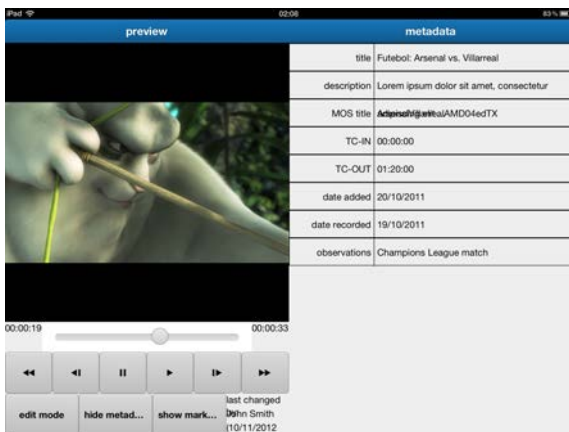 iPad 02:06 83%
preview metadata
title Futebol: Arsenal vs. Villarreal
description Lorem ipsum dolor sit amet, consectetur
MOS title AMD04edTX
TC-IN 00:00:00
TC-OUT 01:20:00
date added 20/10/2011
date recorded 19/10/2011
observations Champions League match
00:00:19 00:00:33
edit mode hide metad... show mark...
last changed
by John Smith
(10/11/2012